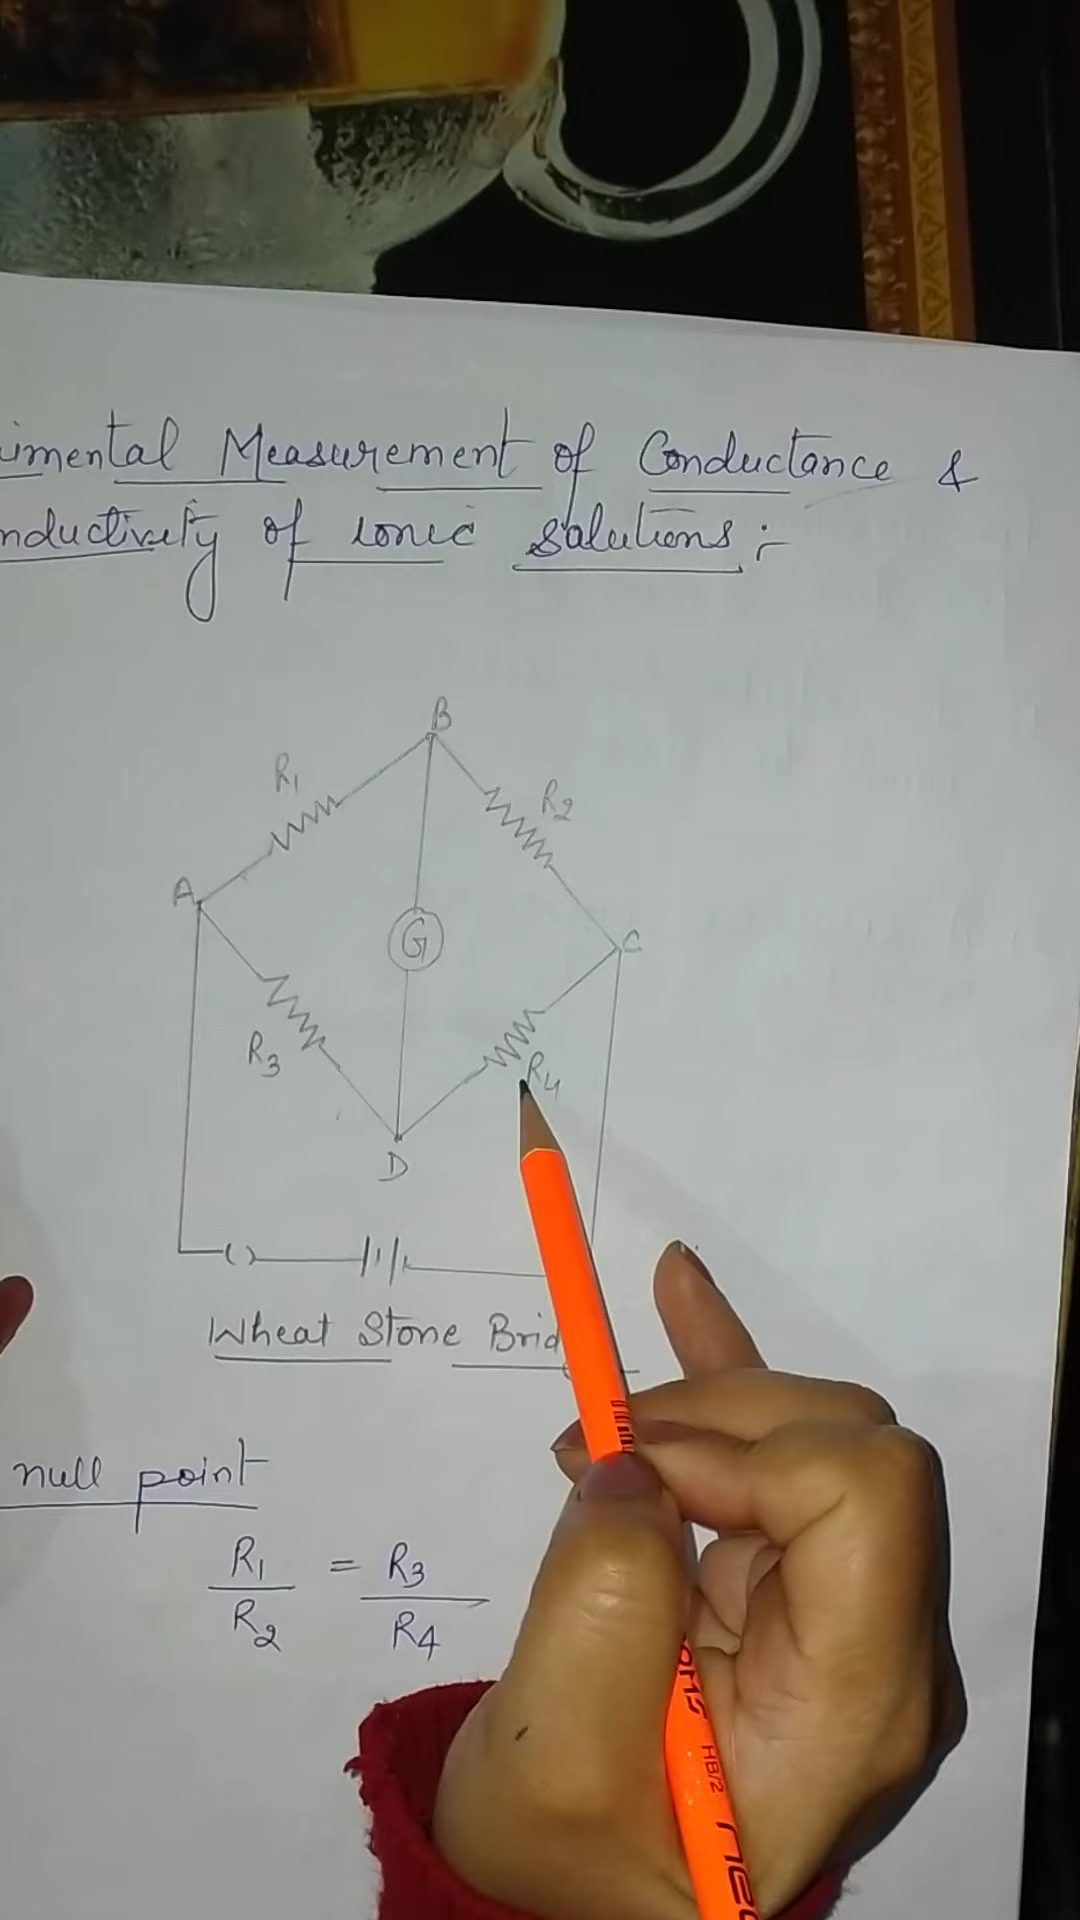 imental Measurement of Conductance &
nductivity of ionic solutions :-
B
R1
R2
A
G
C
R3
R4
D
Wheat Stone Brid
null point
R1 = R3
R2 R4
HB/2